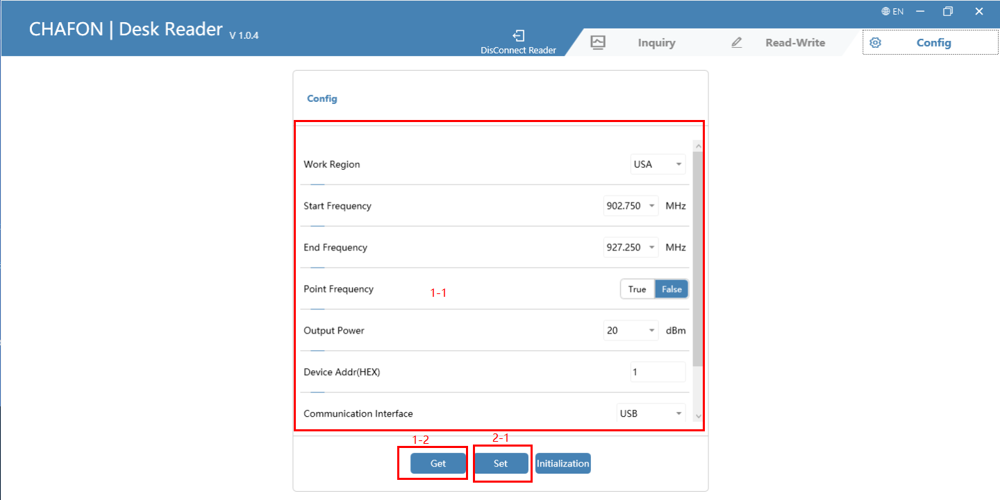 EN
CHAFON | Desk Reader V 1.0.4
DisConnect Reader
Inquiry
Read-Write
Config
Config
Work Region USA
Start Frequency 902.750 MHz
End Frequency 927.250 MHz
Point Frequency 1-1 True False
Output Power 20 dBm
Device Addr(HEX) 1
Communication Interface USB
1-2 2-1
Get Set Initialization